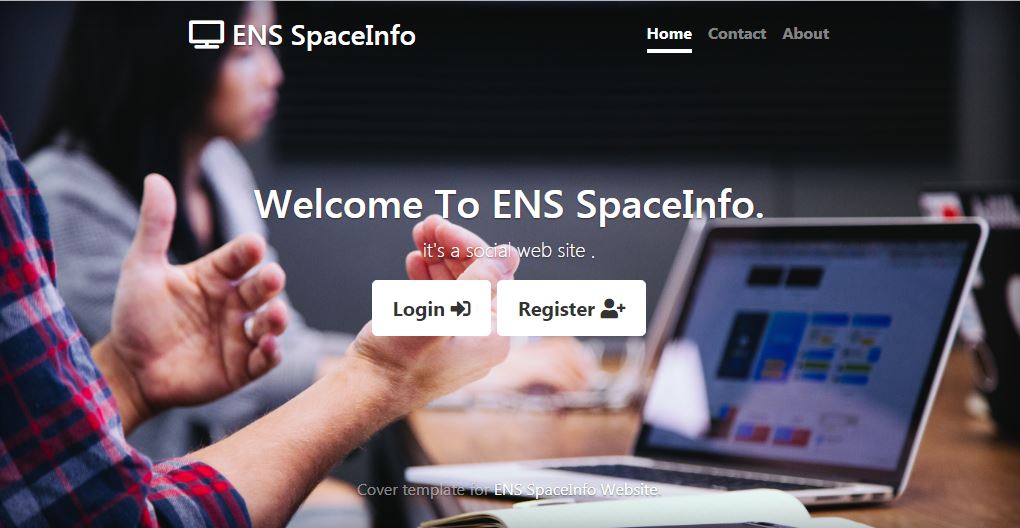 ENS SpaceInfo
Home Contact About
Welcome To ENS SpaceInfo.
it's a social web site .
Login Register
Cover template for ENS SpaceInfo Website.